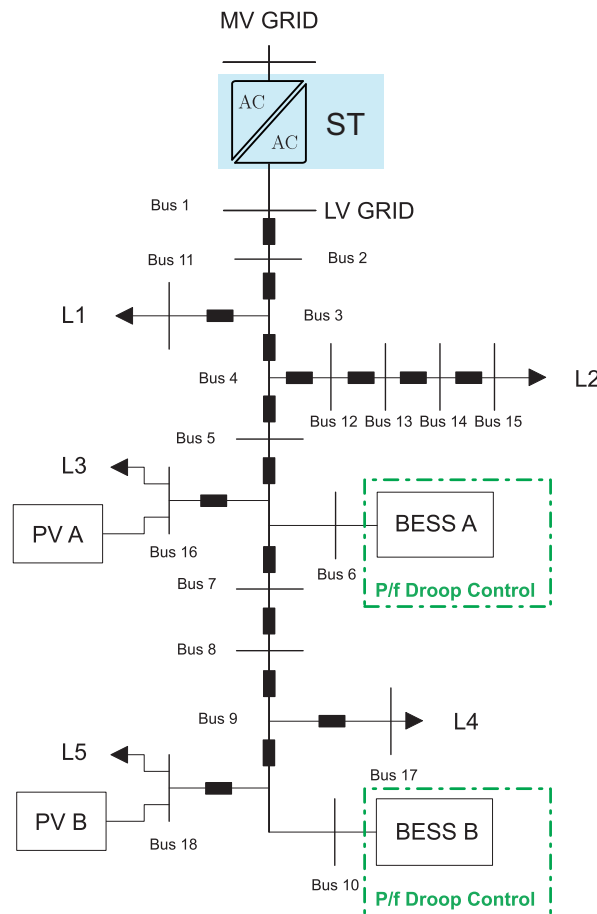 MV GRID
AC
AC
ST
Bus 1
LV GRID
Bus 11
Bus 2
L1
Bus 3
Bus 4
L2
Bus 12
Bus 13
Bus 14
Bus 15
Bus 5
L3
PV A
BESS A
Bus 16
Bus 6
P/f Droop Control
Bus 7
Bus 8
Bus 9
L4
L5
Bus 17
PV B
BESS B
Bus 18
Bus 10
P/f Droop Control